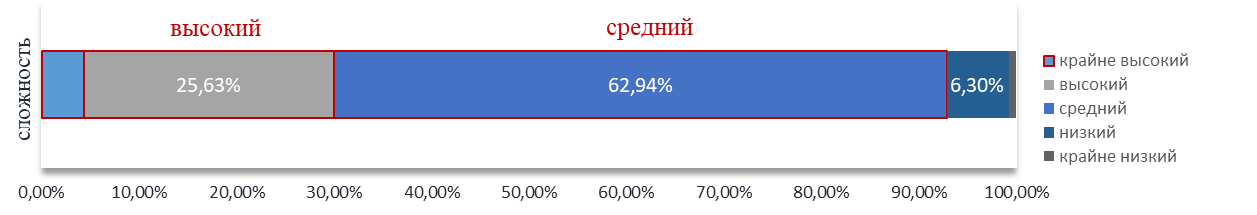 высокий средний
сложность
25,63% 62,94% 6,30%
крайне высокий
высокий
средний
низкий
крайне низкий
0,00% 10,00% 20,00% 30,00% 40,00% 50,00% 60,00% 70,00% 80,00% 90,00% 100,00%